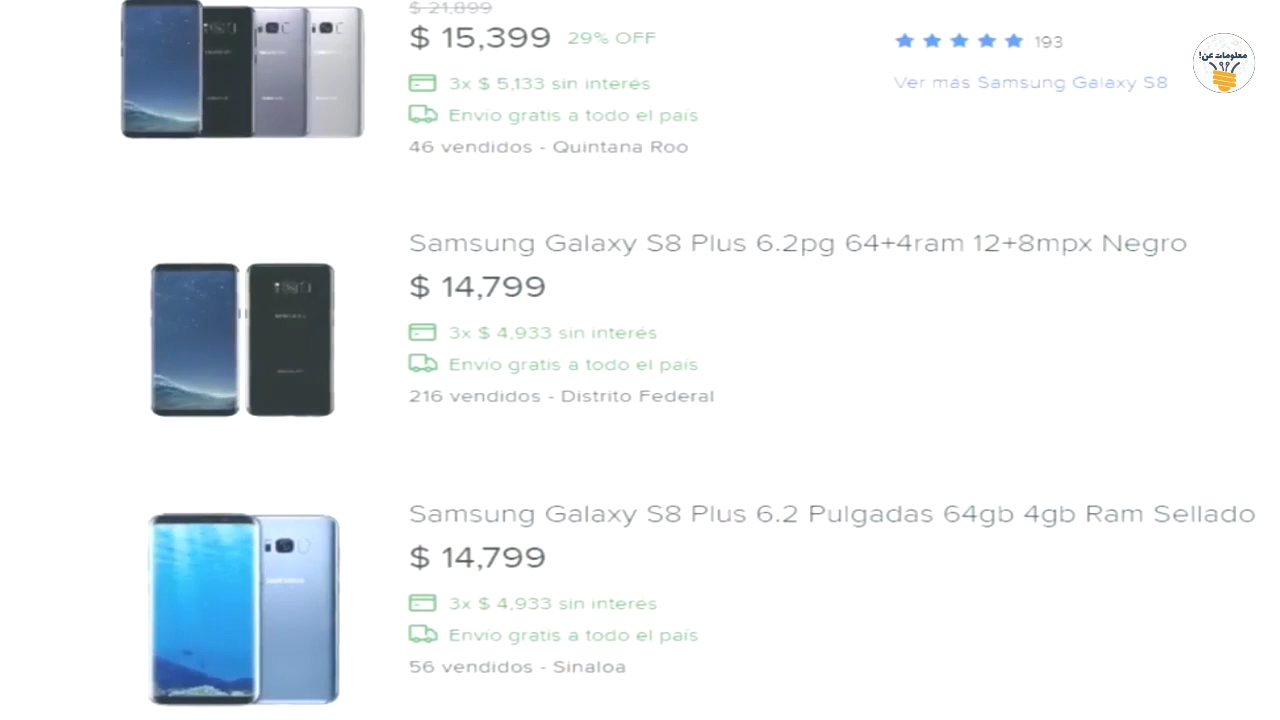 $ 21,899
$ 15,399 29% OFF
193
3x $ 5,133 sin interés
Ver más Samsung Galaxy S8
معلومات عن!
Envío gratis a todo el país
46 vendidos - Quintana Roo
Samsung Galaxy S8 Plus 6.2pg 64+4ram 12+8mpx Negro
$ 14,799
3x $ 4,933 sin interés
Envío gratis a todo el país
216 vendidos - Distrito Federal
Samsung Galaxy S8 Plus 6.2 Pulgadas 64gb 4gb Ram Sellado
$ 14,799
3x $ 4,933 sin interés
Envío gratis a todo el país
56 vendidos - Sinaloa
SAMSUNG